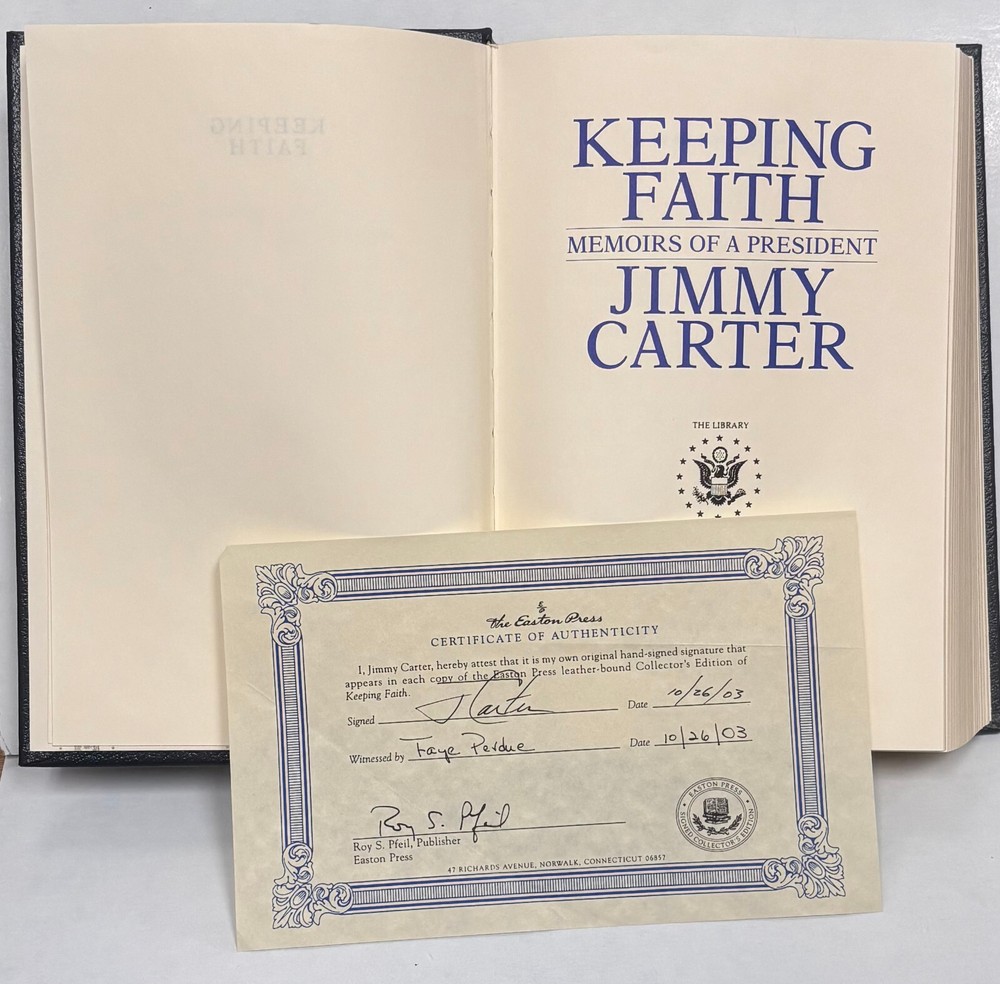 KEEPING
FAITH
KEEPING
FAITH
MEMOIRS OF A PRESIDENT
JIMMY
CARTER
THE LIBRARY
the Easton Press
CERTIFICATE OF AUTHENTICITY
I, Jimmy Carter, hereby attest that it is my own original hand-signed signature that
appears in each copy of the Easton Press leather-bound Collector's Edition of
Keeping Faith.
Signed J Carter Date 10/26/03
Witnessed by Faye Perdue Date 10/26/03
Roy S. Pfeil
Roy S. Pfeil, Publisher
Easton Press
EASTON PRESS
SIGNED COLLECTOR'S EDITION
47 RICHARDS AVENUE, NORWALK, CONNECTICUT 06857